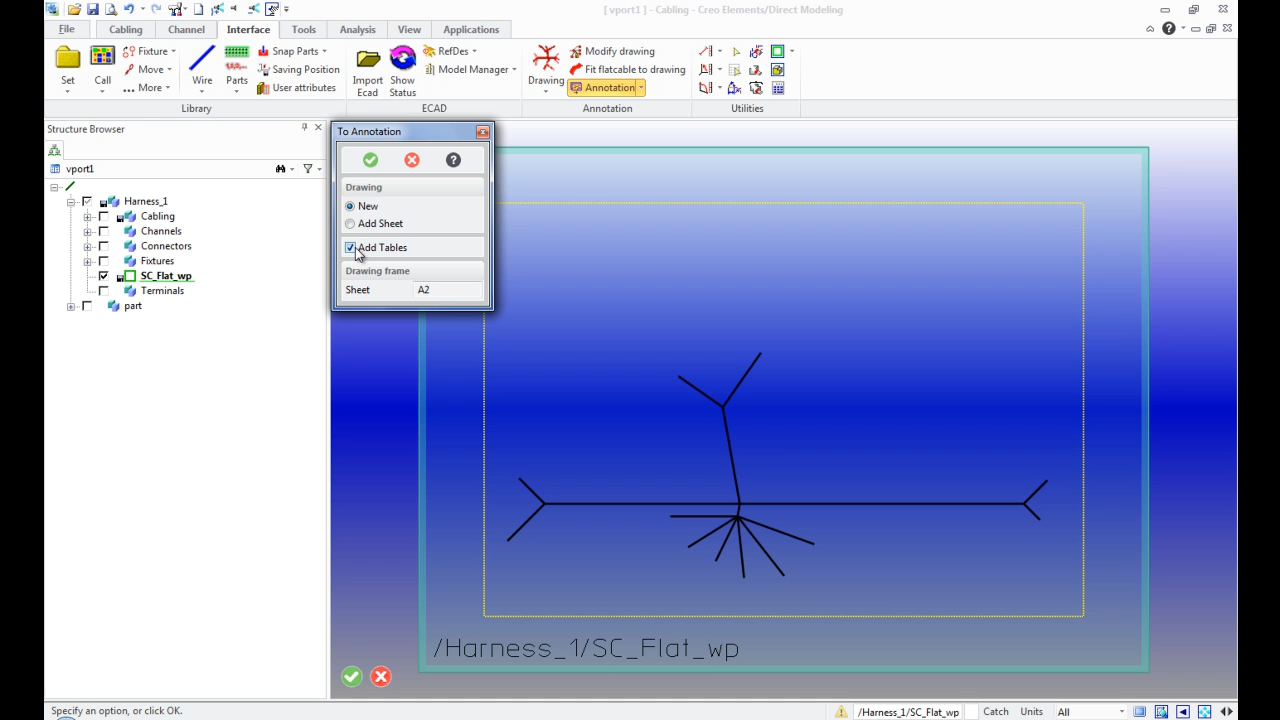 [ vport1 ] - Cabling - Creo Elements/Direct Modeling
File Cabling Channel Interface Tools Analysis View Applications
Set
Call
Fixture
Move
... More
Wire
Parts
Snap Parts
Saving Position
User attributes
Library
Import
Ecad
Show
Status
RefDes
Model Manager
ECAD
Drawing
Modify drawing
Fit flatcable to drawing
Annotation
Annotation
Utilities
Structure Browser
vport1
Harness_1
Cabling
Channels
Connectors
Fixtures
SC_Flat_wp
Terminals
part
To Annotation
Drawing
New
Add Sheet
Add Tables
Drawing frame
Sheet A2
/Harness_1/SC_Flat_wp
Specify an option, or click OK.
/Harness_1/SC_Flat_wp Catch Units All